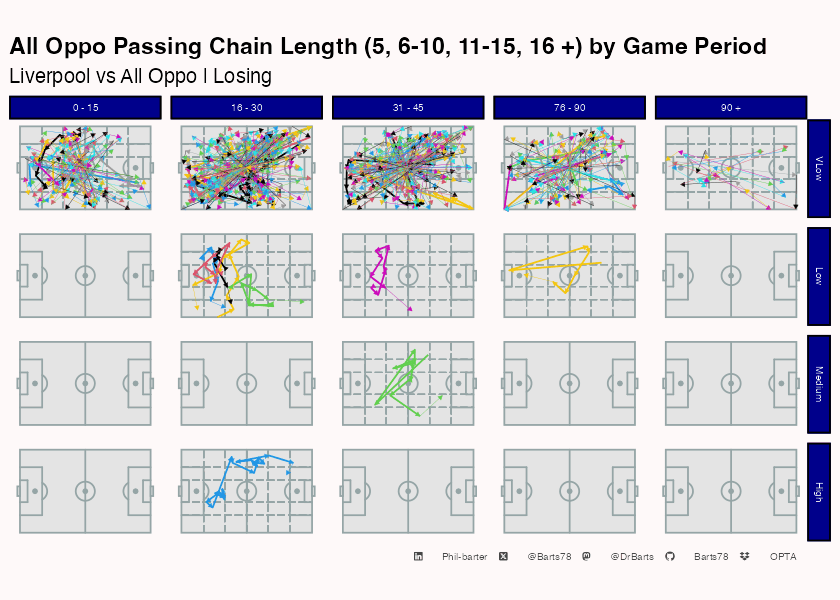 All Oppo Passing Chain Length (5, 6-10, 11-15, 16 +) by Game Period
Liverpool vs All Oppo I Losing
0 - 15 16 - 30 31 - 45 76 - 90 90 +
V.Low
Low
Medium
High
Phil-barter @Barts78 @DrBarts Barts78 OPTA